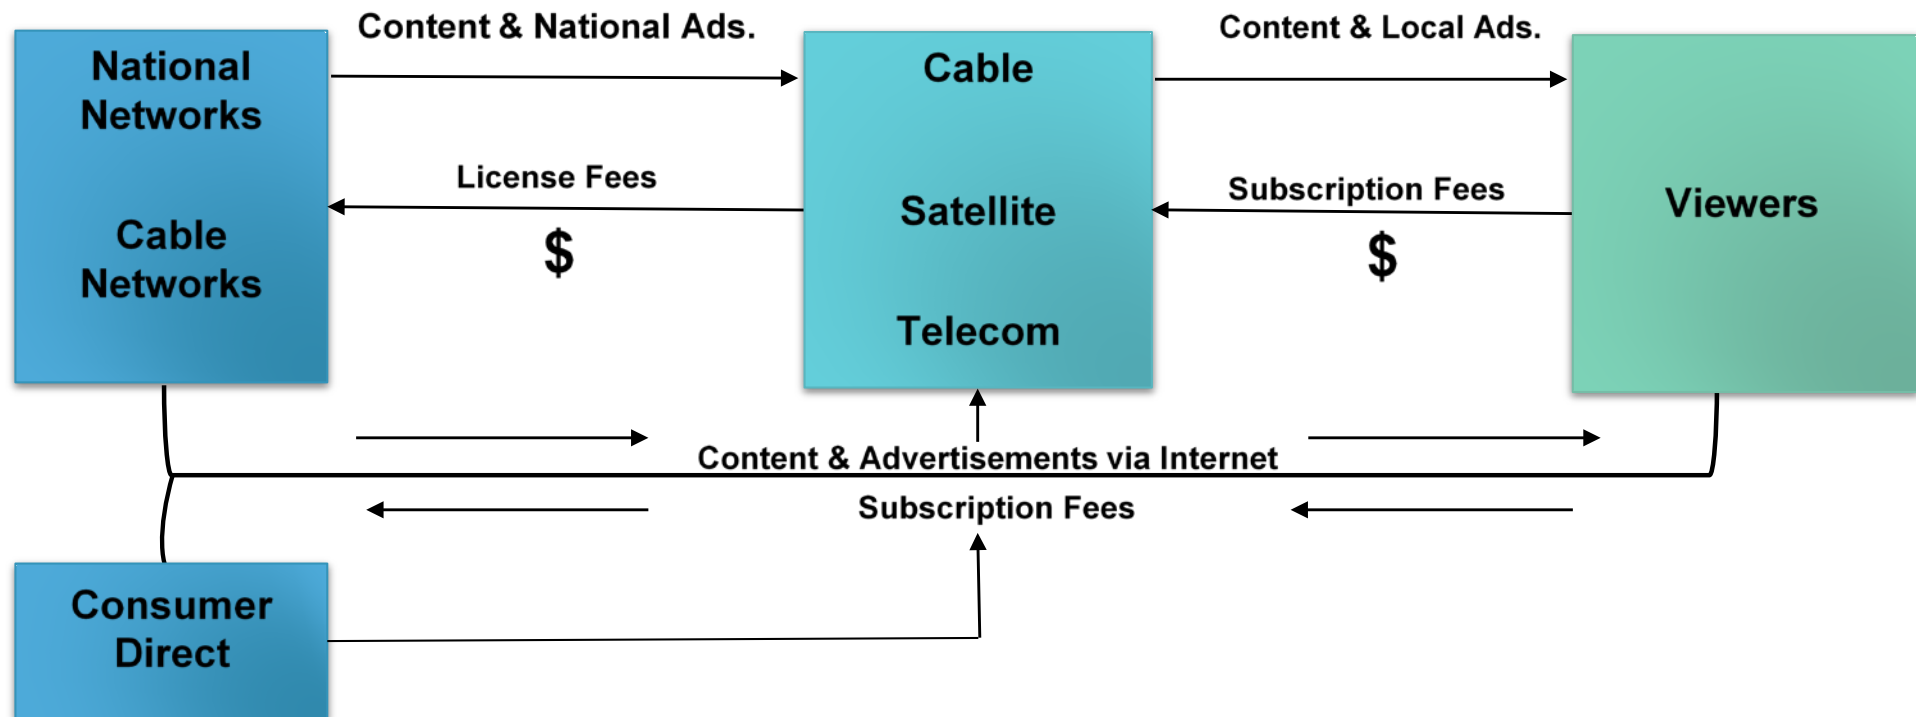 Content & National Ads.
Content & Local Ads.
National
Networks
Cable
Networks
License Fees
$
Cable
Satellite
Telecom
Subscription Fees
$
Viewers
Content & Advertisements via Internet
Subscription Fees
Consumer
Direct